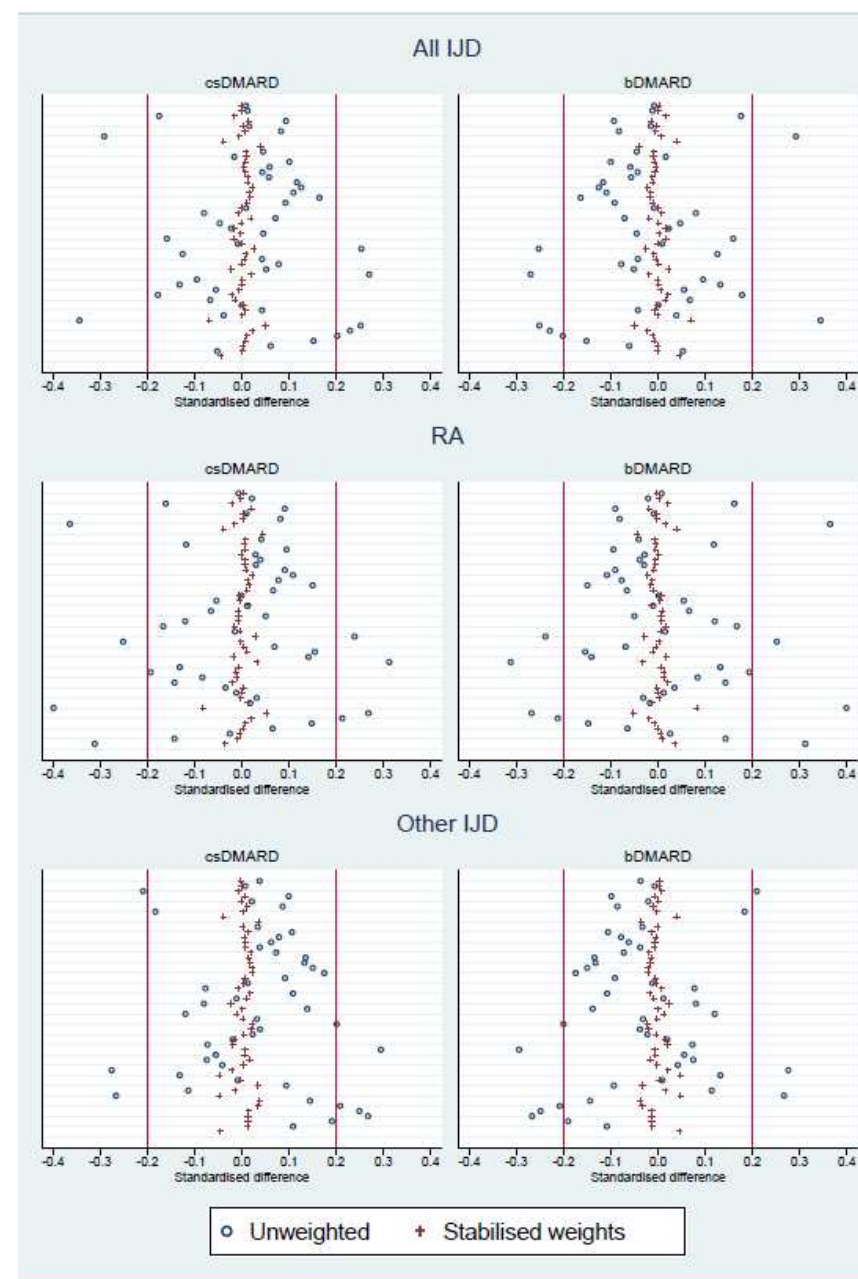 All IJD
csDMARD
bDMARD
-0.4 -0.3 -0.2 -0.1 0.0 0.1 0.2 0.3 0.4
-0.4 -0.3 -0.2 -0.1 0.0 0.1 0.2 0.3 0.4
Standardised difference
Standardised difference
RA
csDMARD
bDMARD
-0.4 -0.3 -0.2 -0.1 0.0 0.1 0.2 0.3 0.4
-0.4 -0.3 -0.2 -0.1 0.0 0.1 0.2 0.3 0.4
Standardised difference
Standardised difference
Other IJD
csDMARD
bDMARD
-0.4 -0.3 -0.2 -0.1 0.0 0.1 0.2 0.3 0.4
-0.4 -0.3 -0.2 -0.1 0.0 0.1 0.2 0.3 0.4
Standardised difference
Standardised difference
Unweighted
Stabilised weights